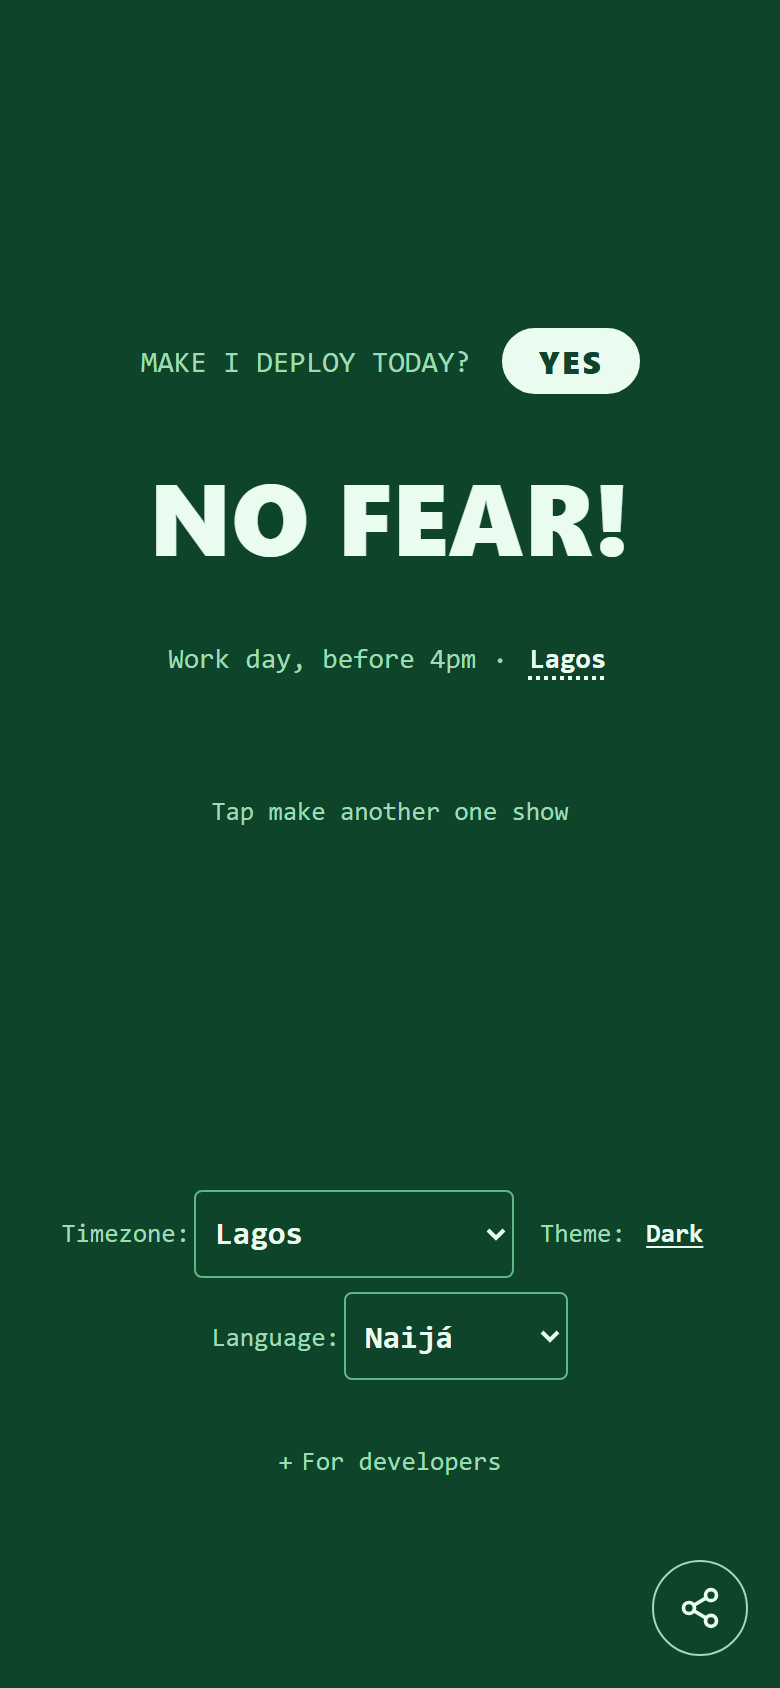 MAKE I DEPLOY TODAY? YES
NO FEAR!
Work day, before 4pm · Lagos
Tap make another one show
Timezone: Lagos Theme: Dark
Language: Naijá
+ For developers